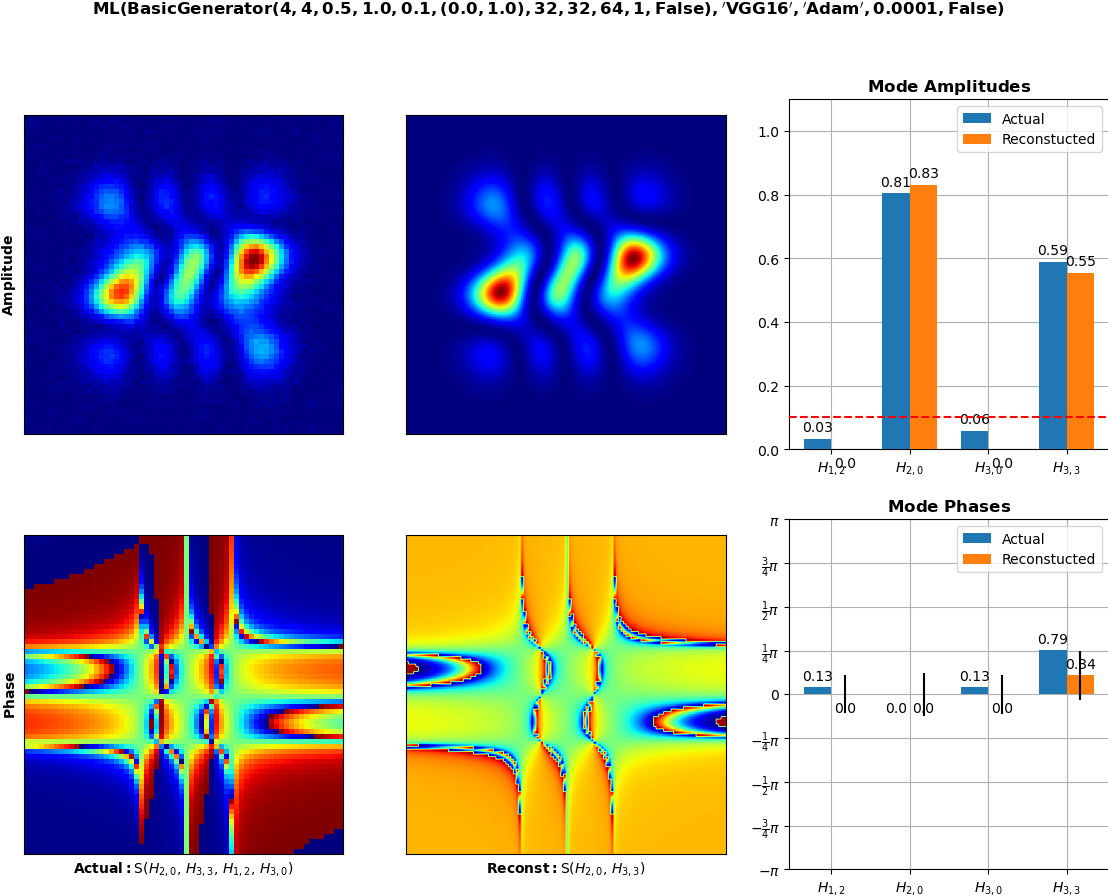 ML(BasicGenerator(4, 4, 0.5, 1.0, 0.1, (0.0, 1.0), 32, 32, 64, 1, False), ′VGG16′, ′Adam′, 0.0001, False)
Amplitude
Mode Amplitudes
Actual
Reconstucted
1.0
0.8
0.6
0.4
0.2
0.0
0.03
0.0
0.81
0.83
0.06
0.0
0.59
0.55
H1,2
H2,0
H3,0
H3,3
Phase
Actual: S(H2,0, H3,3, H1,2, H3,0)
Reconst: S(H2,0, H3,3)
Mode Phases
Actual
Reconstucted
π
3/4π
1/2π
1/4π
0
−1/4π
−1/2π
−3/4π
−π
0.13
0.0
0.0
0.0
0.13
0.0
0.79
0.34
H1,2
H2,0
H3,0
H3,3